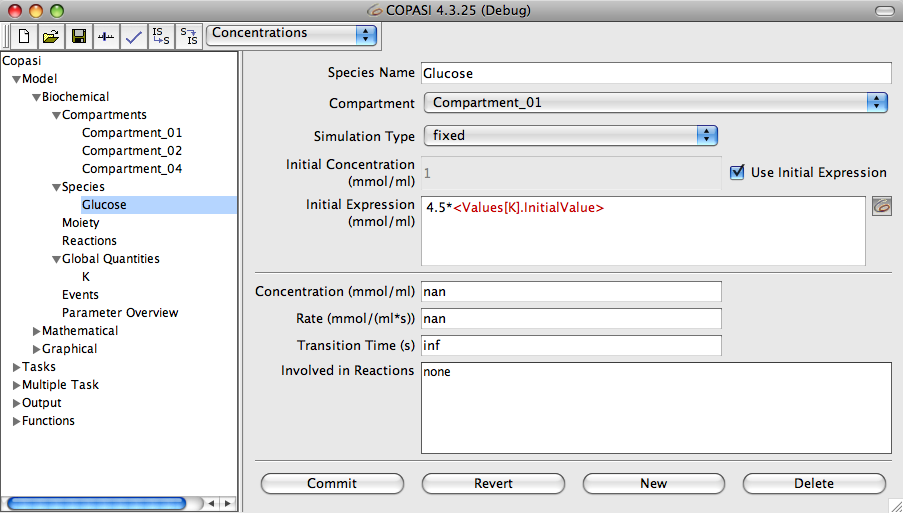 COPASI 4.3.25 (Debug)
IS
S
S
IS
Concentrations
Copasi
Model
Biochemical
Compartments
Compartment_01
Compartment_02
Compartment_04
Species
Glucose
Moiety
Reactions
Global Quantities
K
Events
Parameter Overview
Mathematical
Graphical
Tasks
Multiple Task
Output
Functions
Species Name Glucose
Compartment Compartment_01
Simulation Type fixed
Initial Concentration
(mmol/ml) 1 Use Initial Expression
Initial Expression
(mmol/ml) 4.5*<Values[K].InitialValue>
Concentration (mmol/ml) nan
Rate (mmol/(ml*s)) nan
Transition Time (s) inf
Involved in Reactions none
Commit Revert New Delete